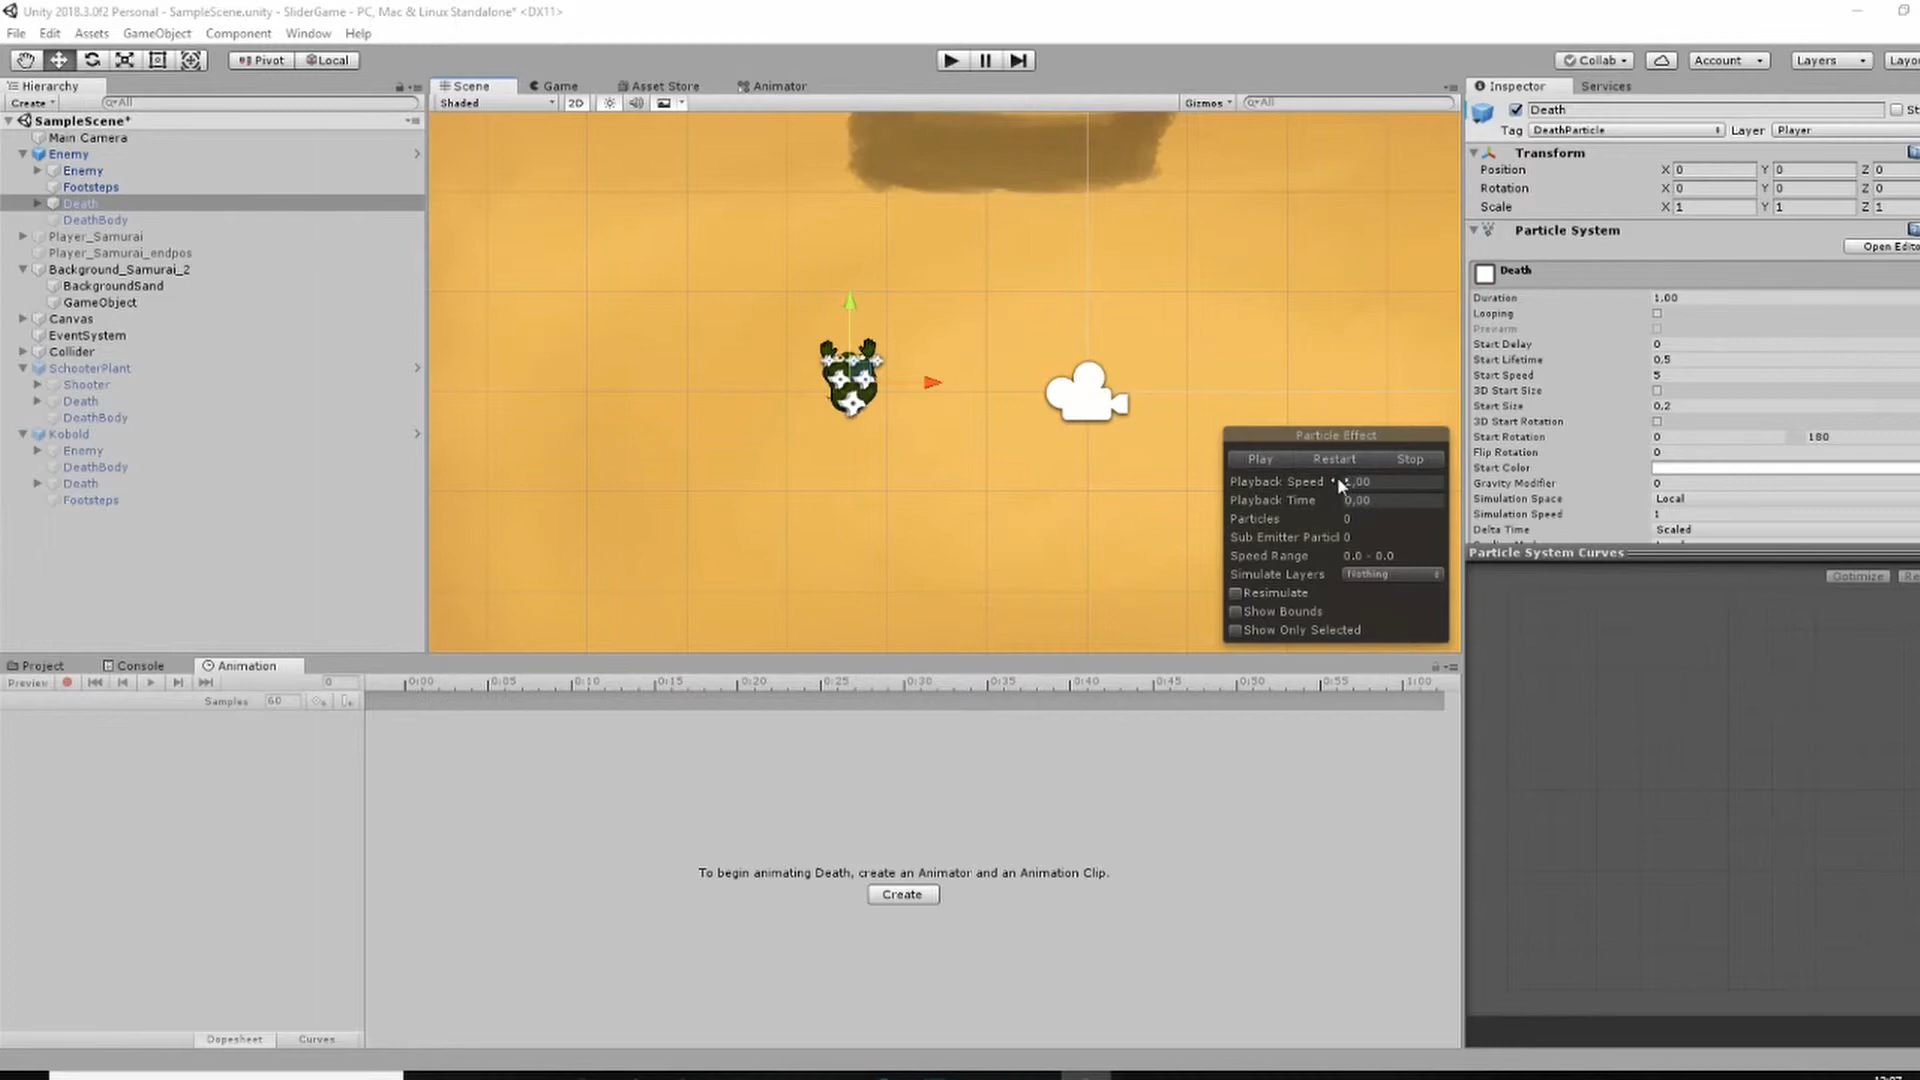 Unity 2018.3.0f2 Personal - SampleScene.unity - SliderGame - PC, Mac & Linux Standalone* <DX11>
File Edit Assets GameObject Component Window Help
Pivot Local
Collab Account Layers Layo
Hierarchy
Create All
SampleScene*
Main Camera
Enemy
Enemy
Footsteps
Death
DeathBody
Player_Samurai
Player_Samurai_endpos
Background_Samurai_2
BackgroundSand
GameObject
Canvas
EventSystem
Collider
SchooterPlant
Shooter
Death
DeathBody
Kobold
Enemy
DeathBody
Death
Footsteps
Scene Game Asset Store Animator
Shaded 2D Gizmos All
Particle Effect
Play Restart Stop
Playback Speed
Playback Time 0,00
Particles 0
Sub Emitter Particl 0
Speed Range 0.0 - 0.0
Simulate Layers Nothing
Resimulate
Show Bounds
Show Only Selected
Inspector Services
Death St
Tag DeathParticle Layer Player
Transform
Position X 0 Y 0 Z 0
Rotation X 0 Y 0 Z 0
Scale X 1 Y 1 Z 1
Particle System
Open Edito
Death
Duration 1.00
Looping
Prewarm
Start Delay 0
Start Lifetime 0.5
Start Speed 5
3D Start Size
Start Size 0.2
3D Start Rotation
Start Rotation 0 180
Flip Rotation 0
Start Color
Gravity Modifier 0
Simulation Space Local
Simulation Speed 1
Delta Time Scaled
Particle System Curves
Optimize Re
Project Console Animation
Preview 0 0:00 0:05 0:10 0:15 0:20 0:25 0:30 0:35 0:40 0:45 0:50 0:55 1:00
Samples 60
To begin animating Death, create an Animator and an Animation Clip.
Create
Dopesheet Curves